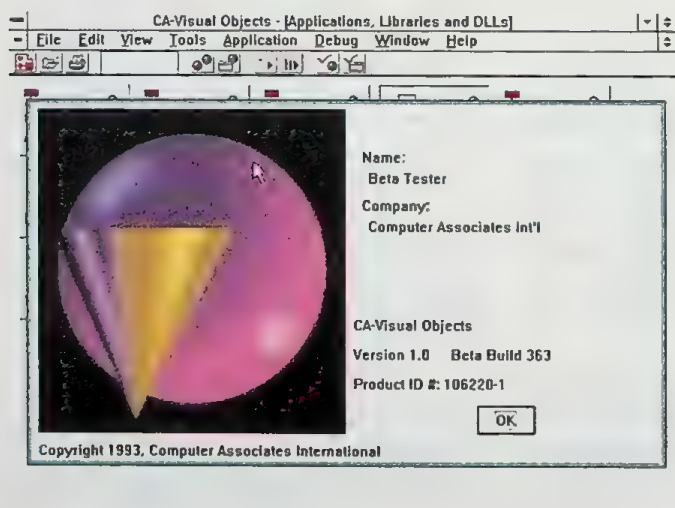 CA-Visual Objects - [Applications, Libraries and DLLs]
File Edit View Tools Application Debug Window Help
Name:
Beta Tester
Company:
Computer Associates Int'l
CA-Visual Objects
Version 1.0 Beta Build 363
Product ID #: 106220-1
OK
Copyright 1993, Computer Associates International